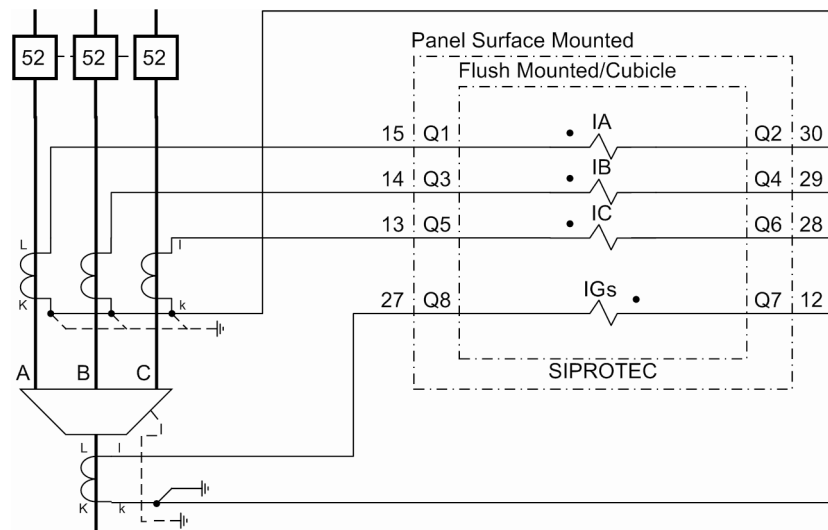 52 52 52
Panel Surface Mounted
Flush Mounted/Cubicle
IA
15 Q1 Q2 30
IB
14 Q3 Q4 29
IC
13 Q5 Q6 28
L l
K k
IGs
27 Q8 Q7 12
A B C
SIPROTEC
L l
K k